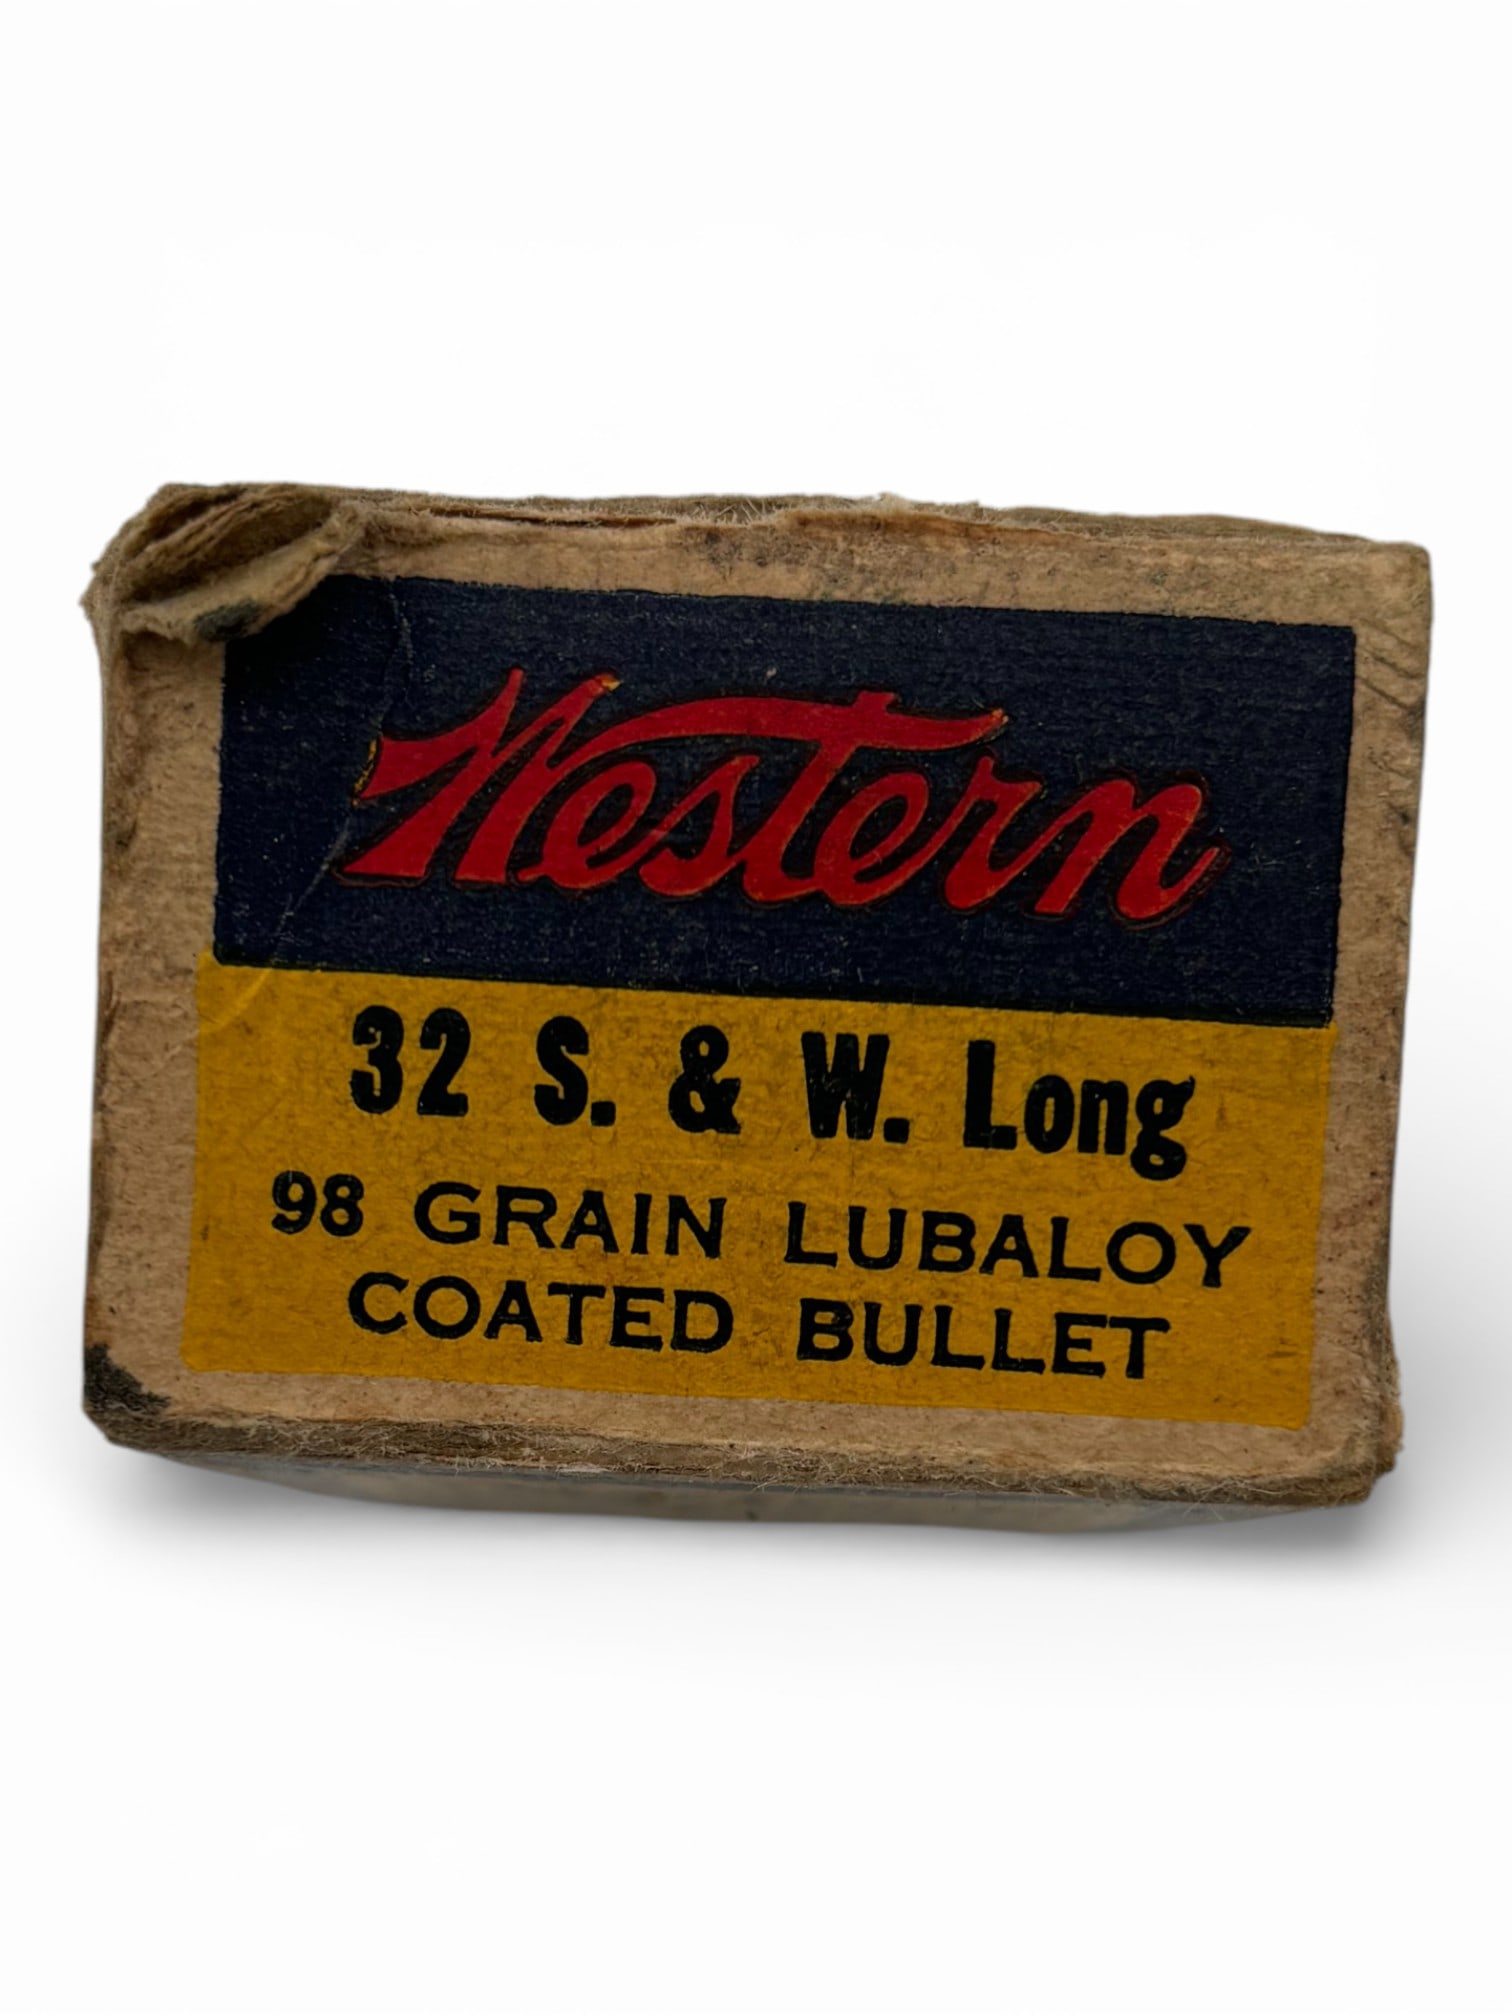 Western
32 S. & W. Long
98 GRAIN LUBALOY
COATED BULLET